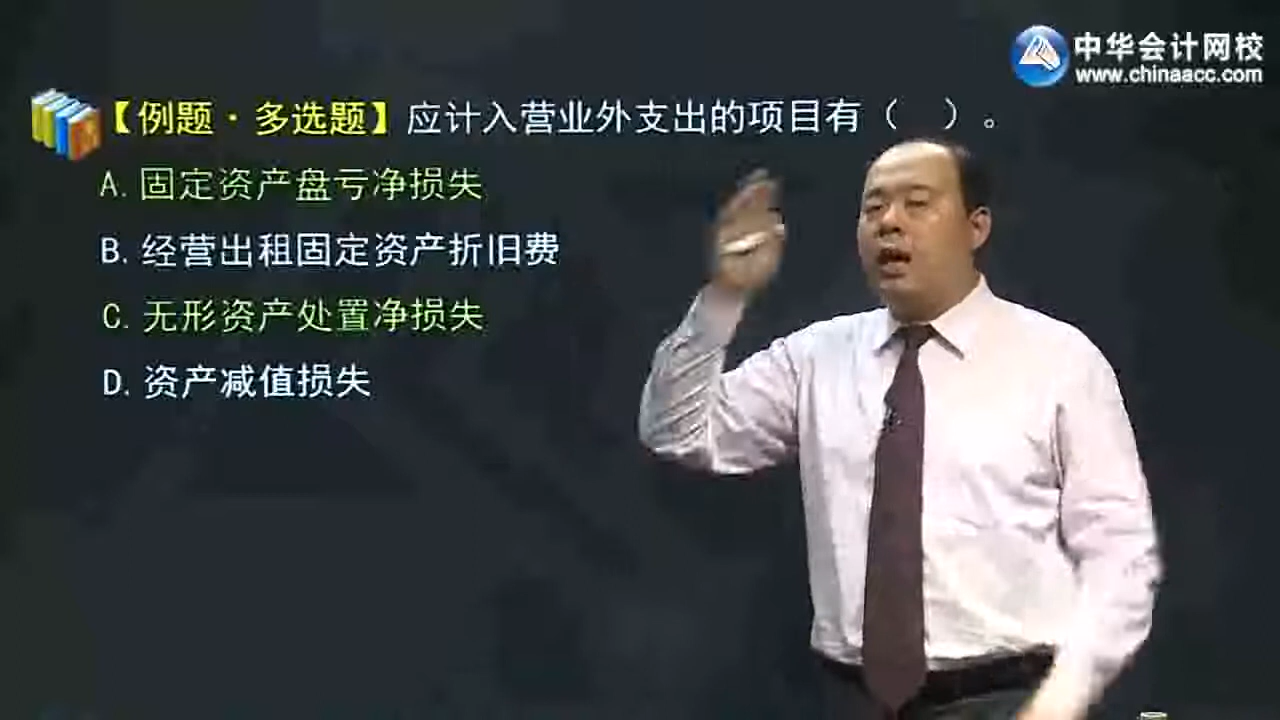 中华会计网校
www.chinaacc.com
【例题·多选题】应计入营业外支出的项目有（ ）。
A. 固定资产盘亏净损失
B. 经营出租固定资产折旧费
C. 无形资产处置净损失
D. 资产减值损失